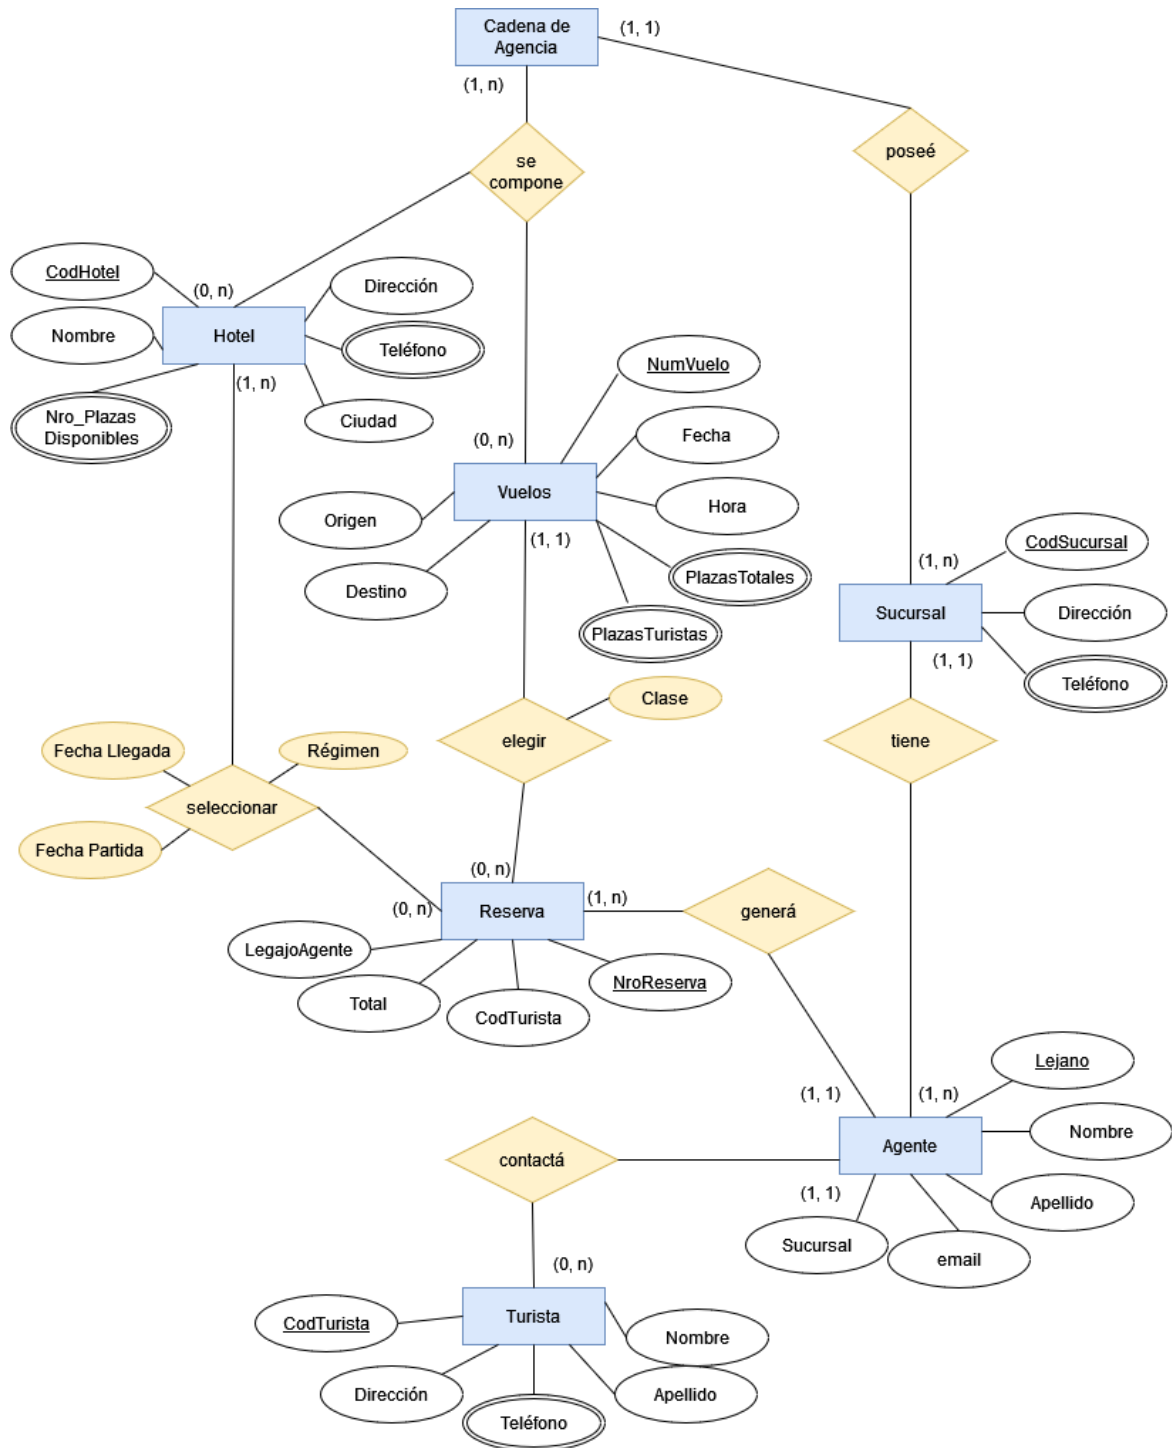 Cadena de
Agencia
(1, 1)
(1, n)
se
compone
poseé
CodHotel
Dirección
(0, n)
Nombre
Hotel
Teléfono
(1, n)
Nro_Plazas
Disponibles
Ciudad
NumVuelo
Fecha
(0, n)
Vuelos
Hora
Origen
(1, 1)
Destino
PlazasTotales
PlazasTuristas
CodSucursal
(1, n)
Sucursal
Dirección
(1, 1)
Teléfono
Clase
elegir
tiene
Fecha Llegada
Régimen
seleccionar
Fecha Partida
(0, n)
(1, n)
(0, n)
Reserva
generá
LegajoAgente
Total
CodTurista
NroReserva
Lejano
(1, 1)
(1, n)
Agente
Nombre
contactá
(1, 1)
Apellido
Sucursal
email
(0, n)
CodTurista
Turista
Nombre
Dirección
Teléfono
Apellido